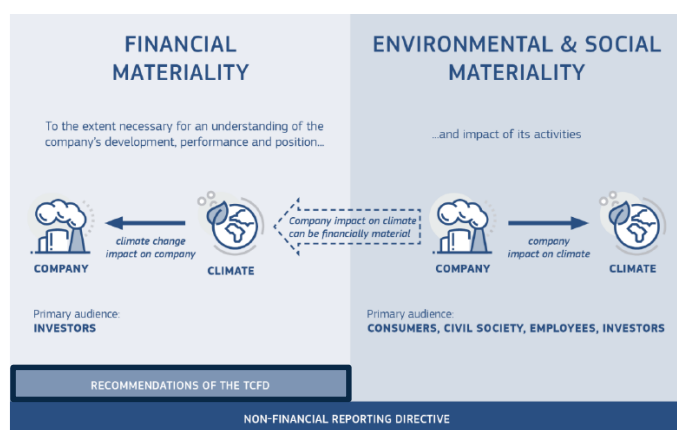 FINANCIAL
MATERIALITY
To the extent necessary for an understanding of the
company's development, performance and position...
COMPANY
climate change
impact on company
CLIMATE
Primary audience:
INVESTORS
RECOMMENDATIONS OF THE TCFD
Company impact on climate
can be financially material
ENVIRONMENTAL & SOCIAL
MATERIALITY
...and impact of its activities
COMPANY
company
impact on climate
CLIMATE
Primary audience:
CONSUMERS, CIVIL SOCIETY, EMPLOYEES, INVESTORS
NON-FINANCIAL REPORTING DIRECTIVE